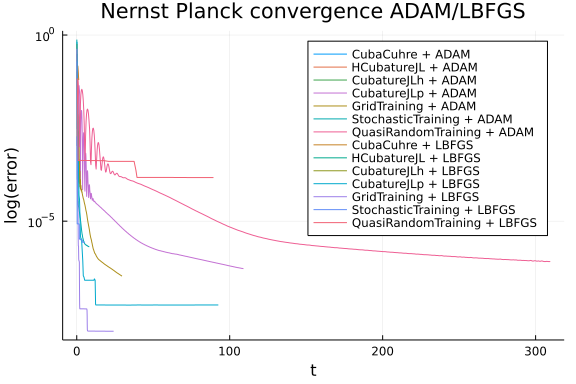 Nernst Planck convergence ADAM/LBFGS
log(error)
10⁰
10⁻⁵
CubaCuhre + ADAM
HCubatureJL + ADAM
CubatureJLh + ADAM
CubatureJLp + ADAM
GridTraining + ADAM
StochasticTraining + ADAM
QuasiRandomTraining + ADAM
CubaCuhre + LBFGS
HCubatureJL + LBFGS
CubatureJLh + LBFGS
CubatureJLp + LBFGS
GridTraining + LBFGS
StochasticTraining + LBFGS
QuasiRandomTraining + LBFGS
0 100 200 300
t